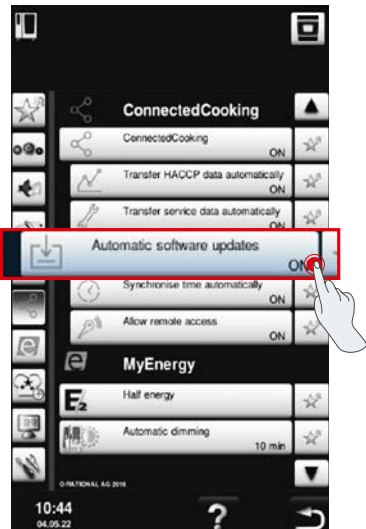 ConnectedCooking
ConnectedCooking
ON
Transfer HACCP data automatically
ON
Transfer service data automatically
ON
Automatic software updates
ON
Synchronise time automatically
ON
Allow remote access
ON
MyEnergy
E2
Half energy
Automatic dimming
10 min
© RATIONAL AG 2016
10:44
04.05.22
?